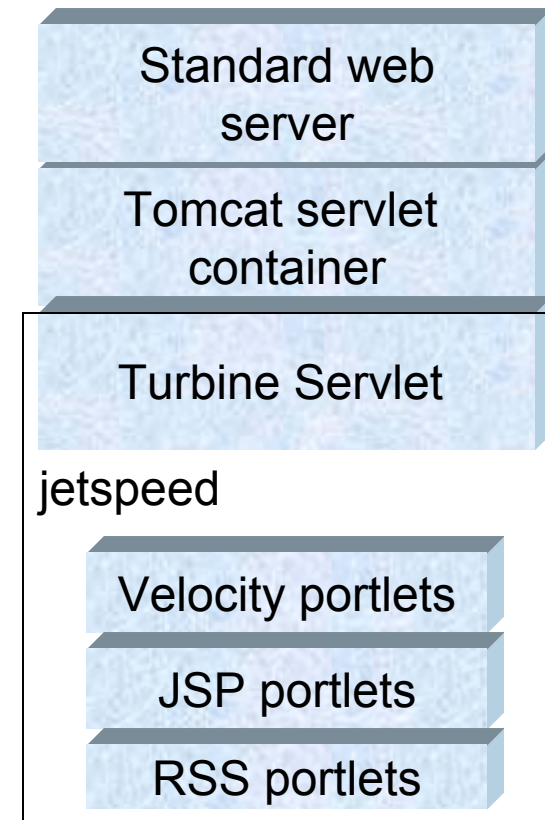 Standard web
server
Tomcat servlet
container
Turbine Servlet
jetspeed
Velocity portlets
JSP portlets
RSS portlets